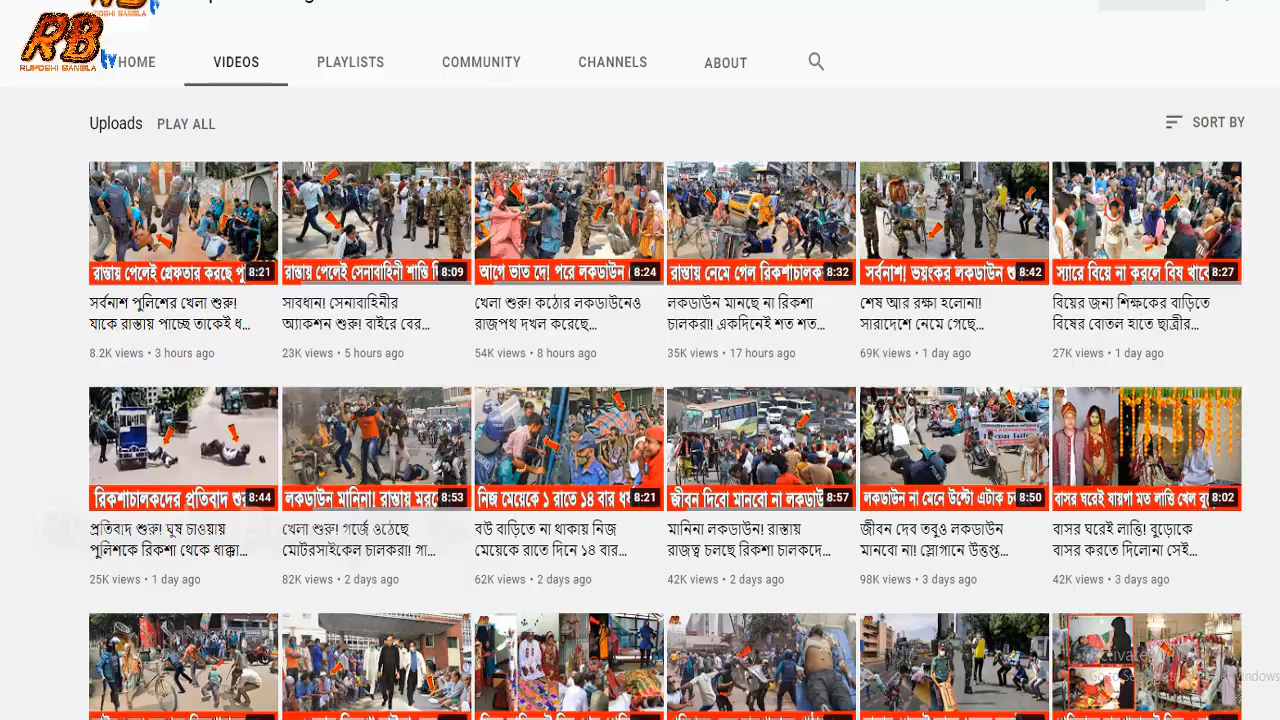 RB tv
RUPOSHI BANGLA
HOME VIDEOS PLAYLISTS COMMUNITY CHANNELS ABOUT
Uploads PLAY ALL SORT BY
রাস্তায় পেলেই গ্রেফতার করছে পু 8:21
রাস্তায় পেলেই সেনাবাহিনী শাস্তি 8:09
আগে ভাত দে! পরে লকডাউন 8:24
রাস্তায় নেমে গেল রিকশাচালক 8:32
সর্বনাশ! ভয়ংকর লকডাউন শু 8:42
স্যারে বিয়ে না করলে বিষ খাবে 8:27
সর্বনাশ পুলিশের খেলা শুরু!
যাকে রাস্তায় পাচ্ছে তাকেই ধ...
8.2K views • 3 hours ago
সাবধান! সেনাবাহিনীর
অ্যাকশন শুরু! বাইরে বের...
23K views • 5 hours ago
খেলা শুরু! কঠোর লকডাউনেও
রাজপথ দখল করেছে...
54K views • 8 hours ago
লকডাউন মানছে না রিকশা
চালকরা! একদিনেই শত শত...
35K views • 17 hours ago
শেষ আর রক্ষা হলোনা!
সারাদেশে নেমে গেছে...
69K views • 1 day ago
বিয়ের জন্য শিক্ষকের বাড়িতে
বিষের বোতল হাতে ছাত্রীর...
27K views • 1 day ago
রিকশাচালকদের প্রতিবাদ শু 8:44
লকডাউন মানিনা! রাস্তায় মর 8:53
নিজ মেয়েকে ১ রাতে ১৪ বার ধ 8:21
জীবন দিবো মানবো না লকডাউ 8:57
লকডাউন না মেনে উল্টো এটাক 8:50
বাসর ঘরেই যায়গা মত লাত্তি খেল বু 8:02
প্রতিবাদ শুরু! ঘুষ চাওয়ায়
পুলিশকে রিকশা থেকে ধাক্কা...
25K views • 1 day ago
খেলা শুরু! গর্জে ওঠেছে
মোটরসাইকেল চালকরা! গা...
82K views • 2 days ago
বউ বাড়িতে না থাকায় নিজ
মেয়েকে রাতে দিনে ১৪ বার...
62K views • 2 days ago
মানিনা লকডাউন! রাস্তায়
রাজত্ব চলছে রিকশা চালকদে...
42K views • 2 days ago
জীবন দেব তবুও লকডাউন
মানবো না! স্লোগানে উত্তপ্ত...
98K views • 3 days ago
বাসর ঘরেই লাত্তি! বুড়োকে
বাসর করতে দিলোনা সেই...
42K views • 3 days ago